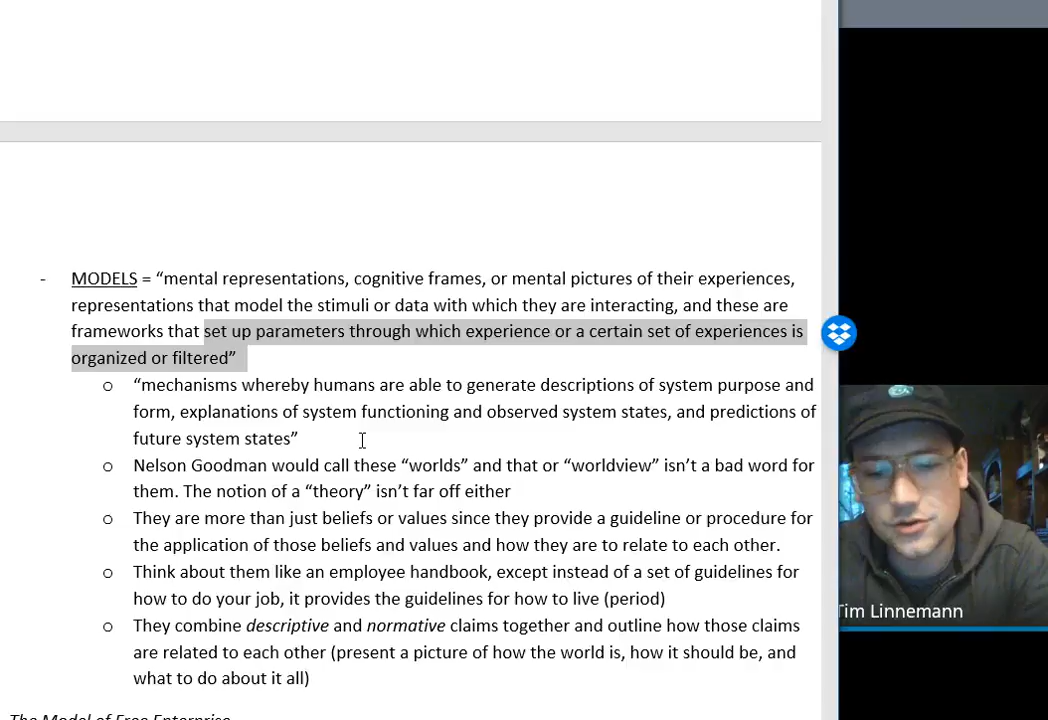 - MODELS = “mental representations, cognitive frames, or mental pictures of their experiences,
representations that model the stimuli or data with which they are interacting, and these are
frameworks that set up parameters through which experience or a certain set of experiences is
organized or filtered”
o “mechanisms whereby humans are able to generate descriptions of system purpose and
form, explanations of system functioning and observed system states, and predictions of
future system states”
o Nelson Goodman would call these “worlds” and that or “worldview” isn’t a bad word for
them. The notion of a “theory” isn’t far off either
o They are more than just beliefs or values since they provide a guideline or procedure for
the application of those beliefs and values and how they are to relate to each other.
o Think about them like an employee handbook, except instead of a set of guidelines for
how to do your job, it provides the guidelines for how to live (period)
Tim Linnemann
o They combine descriptive and normative claims together and outline how those claims
are related to each other (present a picture of how the world is, how it should be, and
what to do about it all)
The Model of Free Enterprise